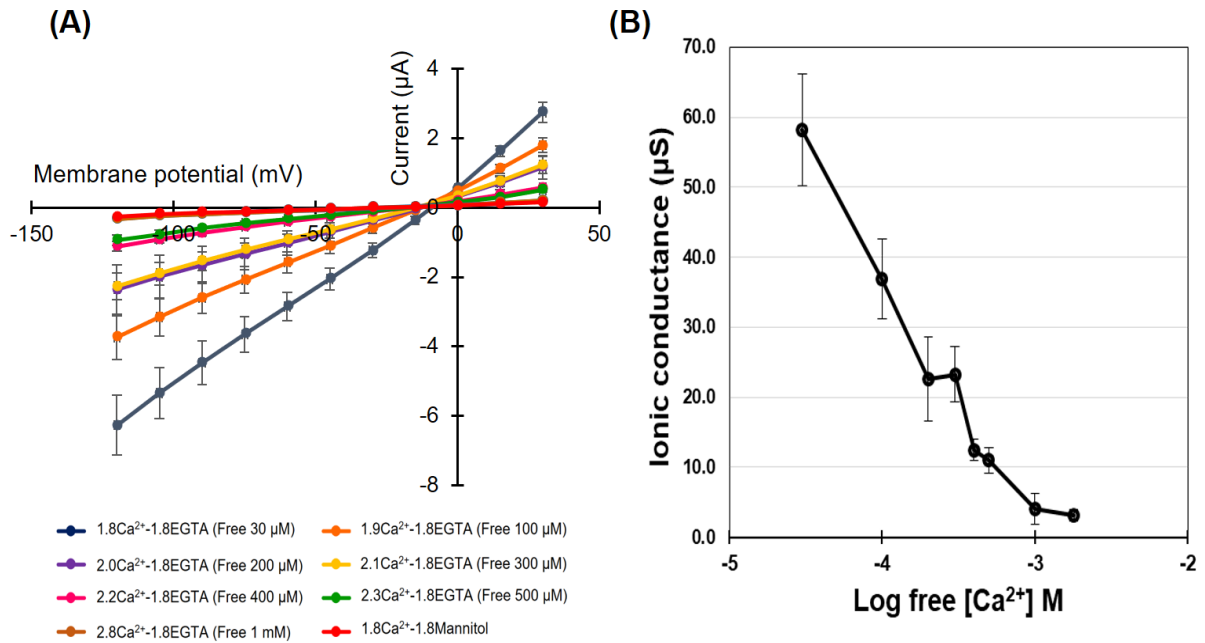 (A)
4
2
Current (µA)
Membrane potential (mV)
-150
-100
-50
0
50
-2
-4
-6
-8
1.8Ca²⁺-1.8EGTA (Free 30 µM)
1.9Ca²⁺-1.8EGTA (Free 100 µM)
2.0Ca²⁺-1.8EGTA (Free 200 µM)
2.1Ca²⁺-1.8EGTA (Free 300 µM)
2.2Ca²⁺-1.8EGTA (Free 400 µM)
2.3Ca²⁺-1.8EGTA (Free 500 µM)
2.8Ca²⁺-1.8EGTA (Free 1 mM)
1.8Ca²⁺-1.8Mannitol
(B)
Ionic conductance (µS)
70.0
60.0
50.0
40.0
30.0
20.0
10.0
0.0
-5
-4
-3
-2
Log free [Ca²⁺] M